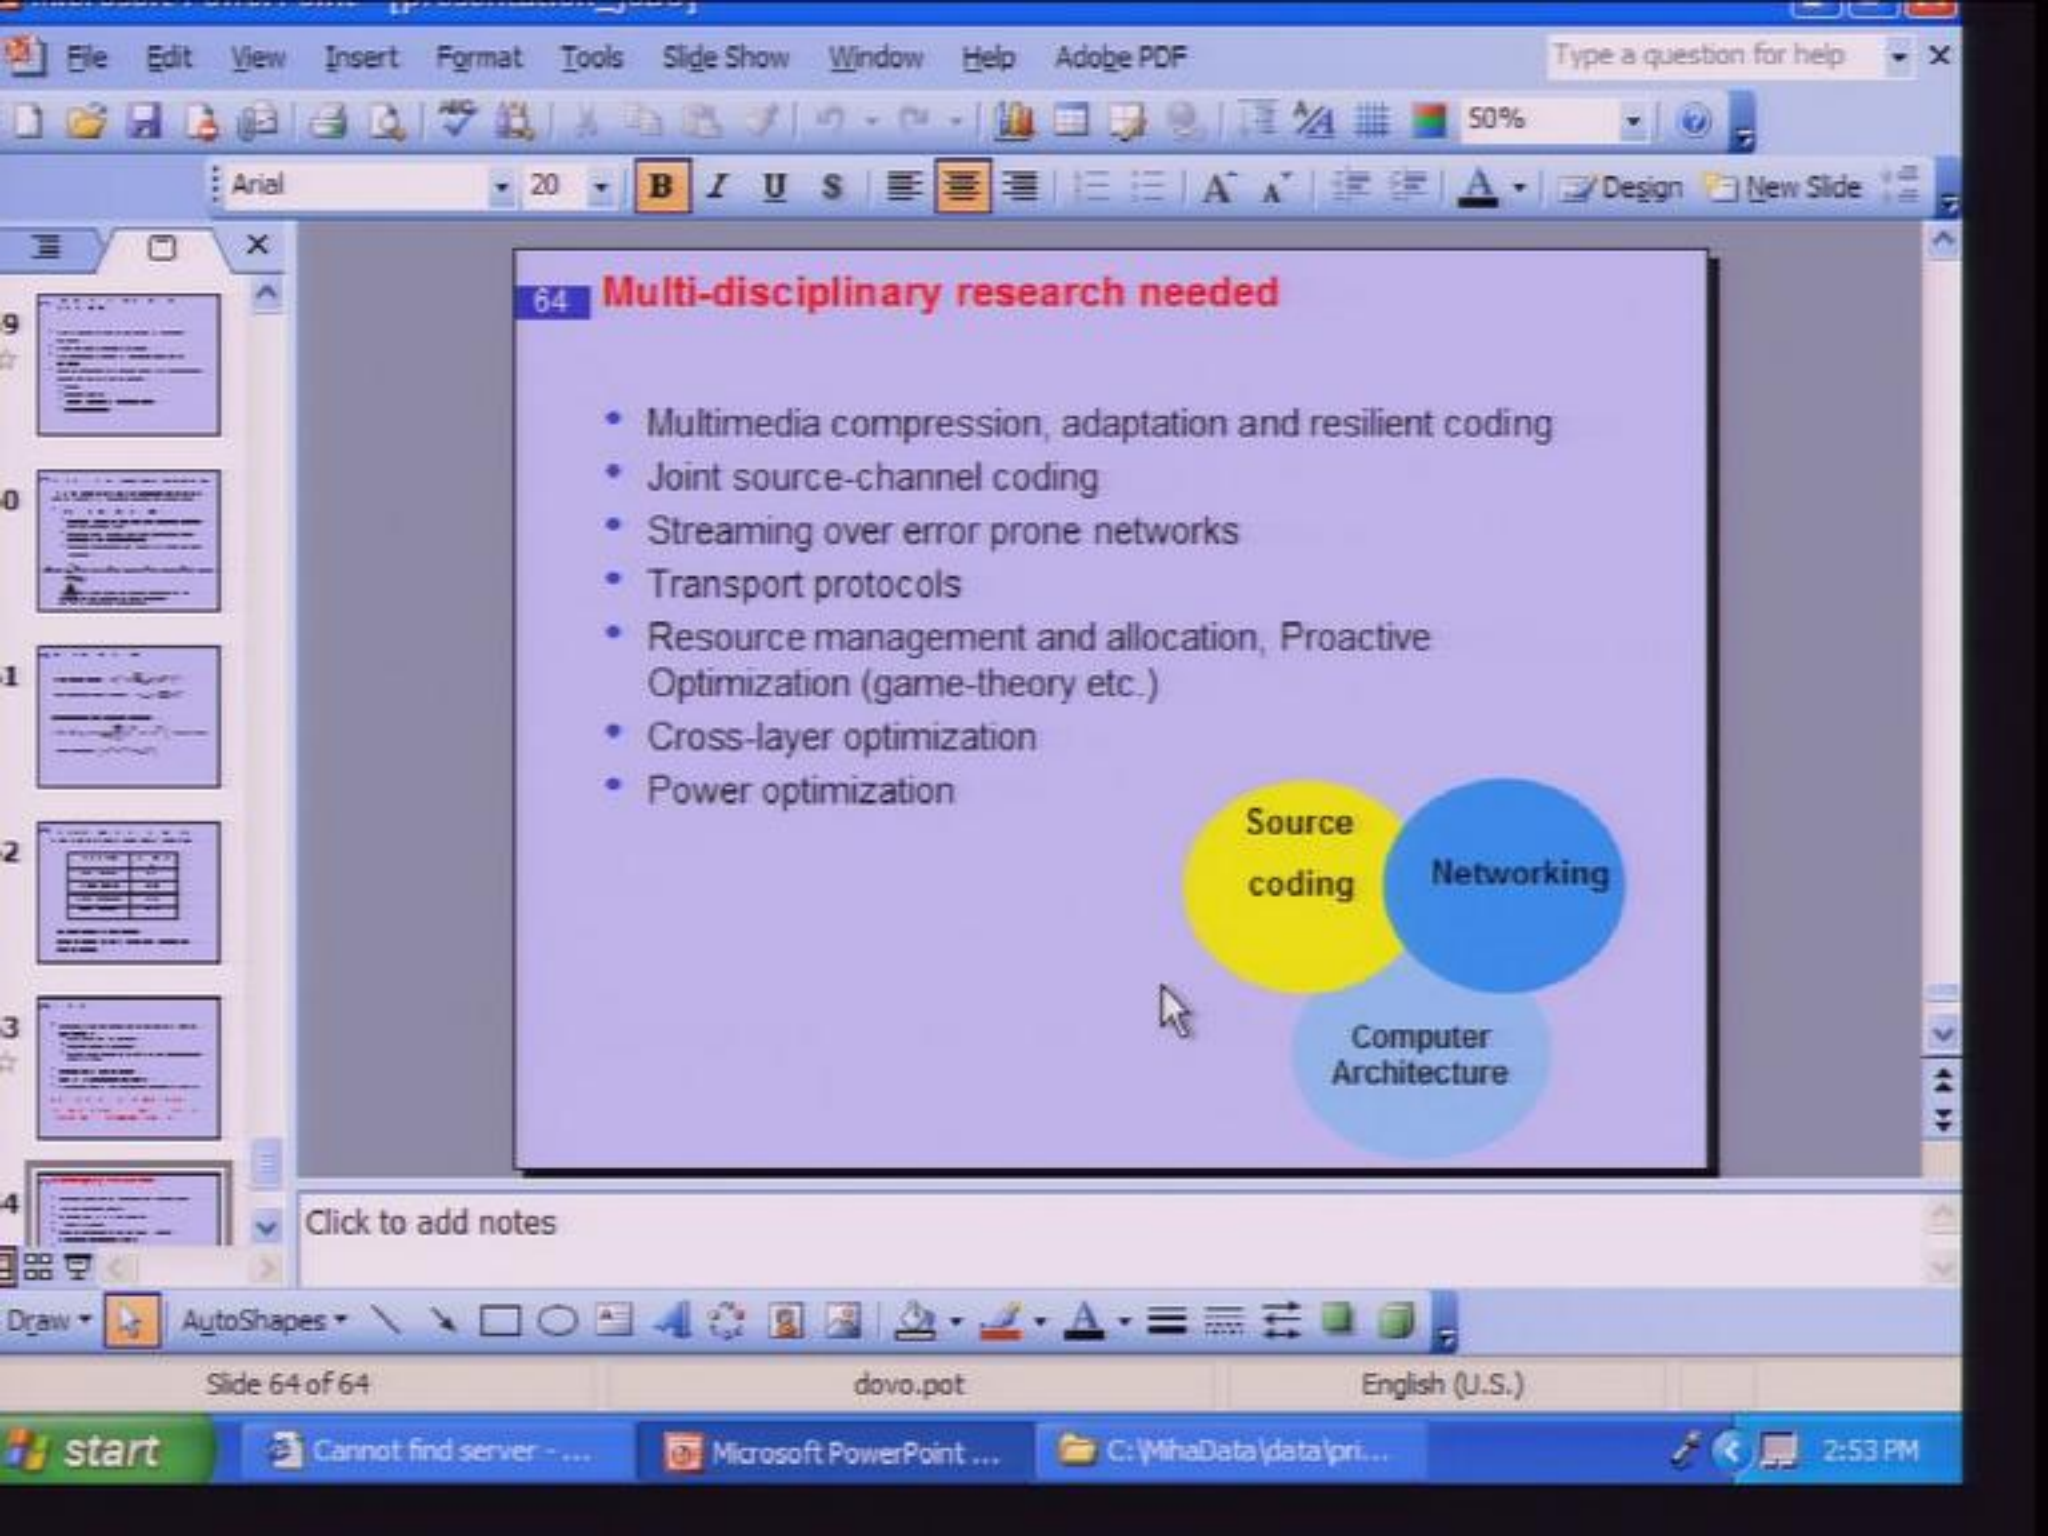 File Edit View Insert Format Tools Slide Show Window Help Adobe PDF Type a question for help
50%
Arial 20 B I U S A A A Design New Slide
64 Multi-disciplinary research needed
• Multimedia compression, adaptation and resilient coding
• Joint source-channel coding
• Streaming over error prone networks
• Transport protocols
• Resource management and allocation, Proactive
Optimization (game-theory etc.)
• Cross-layer optimization
• Power optimization
Source
coding
Networking
Computer
Architecture
Click to add notes
Draw AutoShapes
Slide 64 of 64 dovo.pot English (U.S.)
start Cannot find server - ... Microsoft PowerPoint ... C:\MihaData\data\pri... 2:53 PM